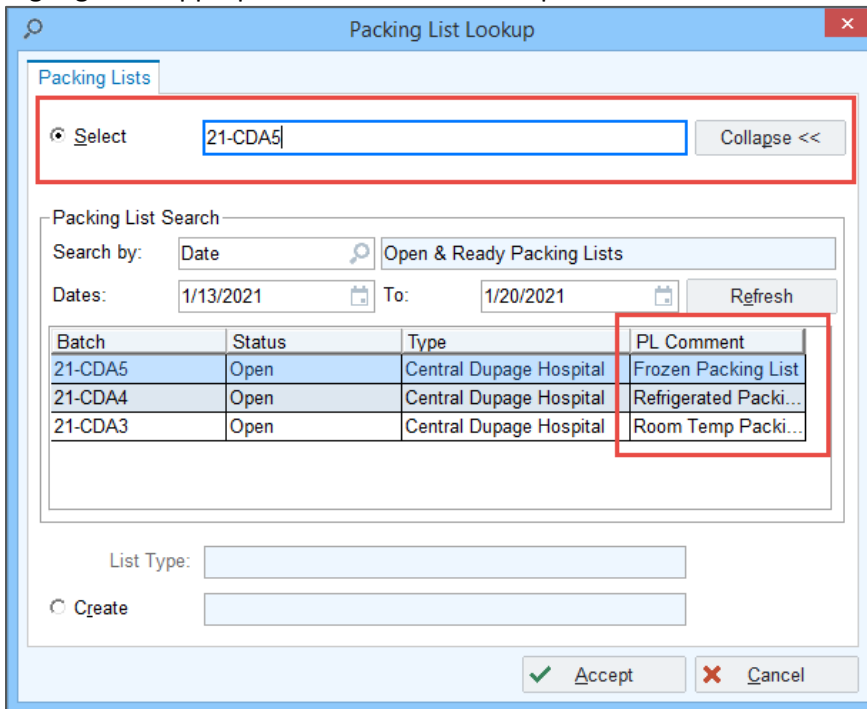 Packing List Lookup
Packing Lists
Select 21-CDA5 Collapse <<
Packing List Search
Search by: Date Open & Ready Packing Lists
Dates: 1/13/2021 To: 1/20/2021 Refresh
Batch Status Type PL Comment
21-CDA5 Open Central Dupage Hospital Frozen Packing List
21-CDA4 Open Central Dupage Hospital Refrigerated Packi...
21-CDA3 Open Central Dupage Hospital Room Temp Packi...
List Type:
Create
Accept Cancel